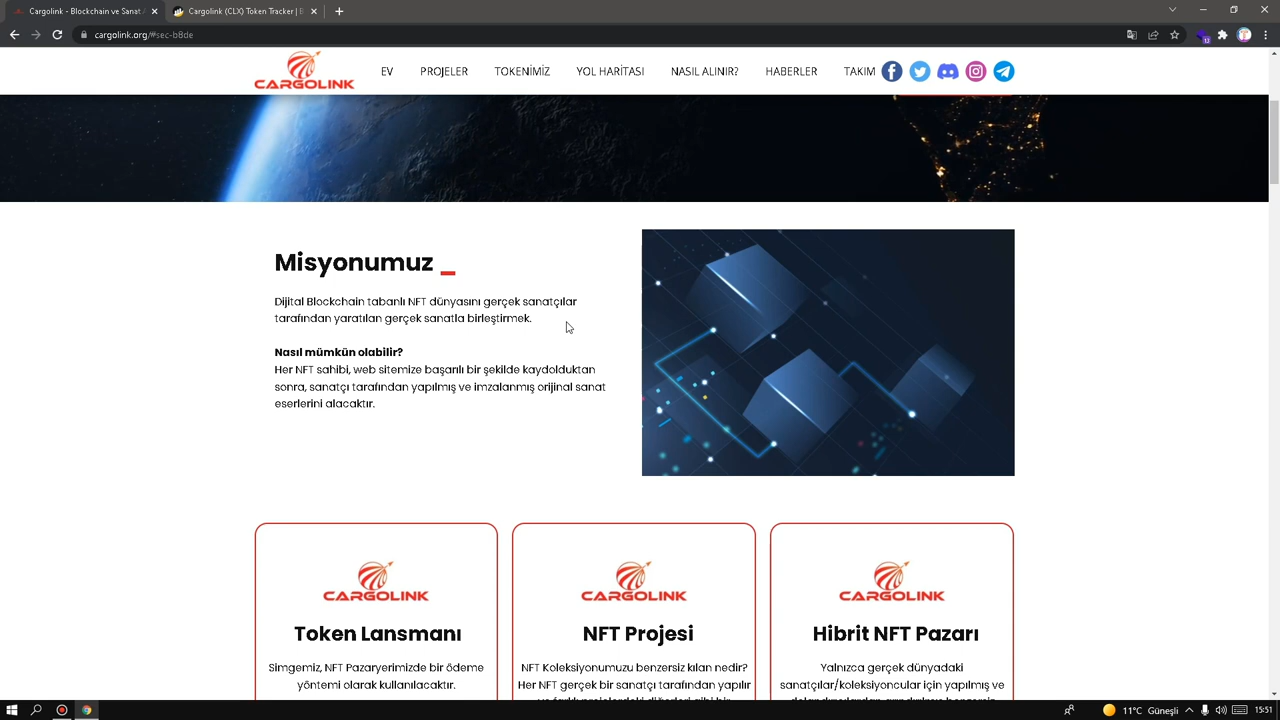 Cargolink - Blockchain ve Sanat A
Cargolink (CLX) Token Tracker | B
cargolink.org/#sec-b8de
12
CARGOLINK
EV
PROJELER
TOKENİMİZ
YOL HARİTASI
NASIL ALINIR?
HABERLER
TAKIM
Misyonumuz _
Dijital Blockchain tabanlı NFT dünyasını gerçek sanatçılar
tarafından yaratılan gerçek sanatla birleştirmek.
Nasıl mümkün olabilir?
Her NFT sahibi, web sitemize başarılı bir şekilde kaydolduktan
sonra, sanatçı tarafından yapılmış ve imzalanmış orijinal sanat
eserlerini alacaktır.
CARGOLINK
Token Lansmanı
Simgemiz, NFT Pazaryerimizde bir ödeme
yöntemi olarak kullanılacaktır.
CARGOLINK
NFT Projesi
NFT Koleksiyonumuzu benzersiz kılan nedir?
Her NFT gerçek bir sanatçı tarafından yapılır
CARGOLINK
Hibrit NFT Pazarı
Yalnızca gerçek dünyadaki
sanatçılar/koleksiyoncular için yapılmış ve
11°C Güneşli
15:51